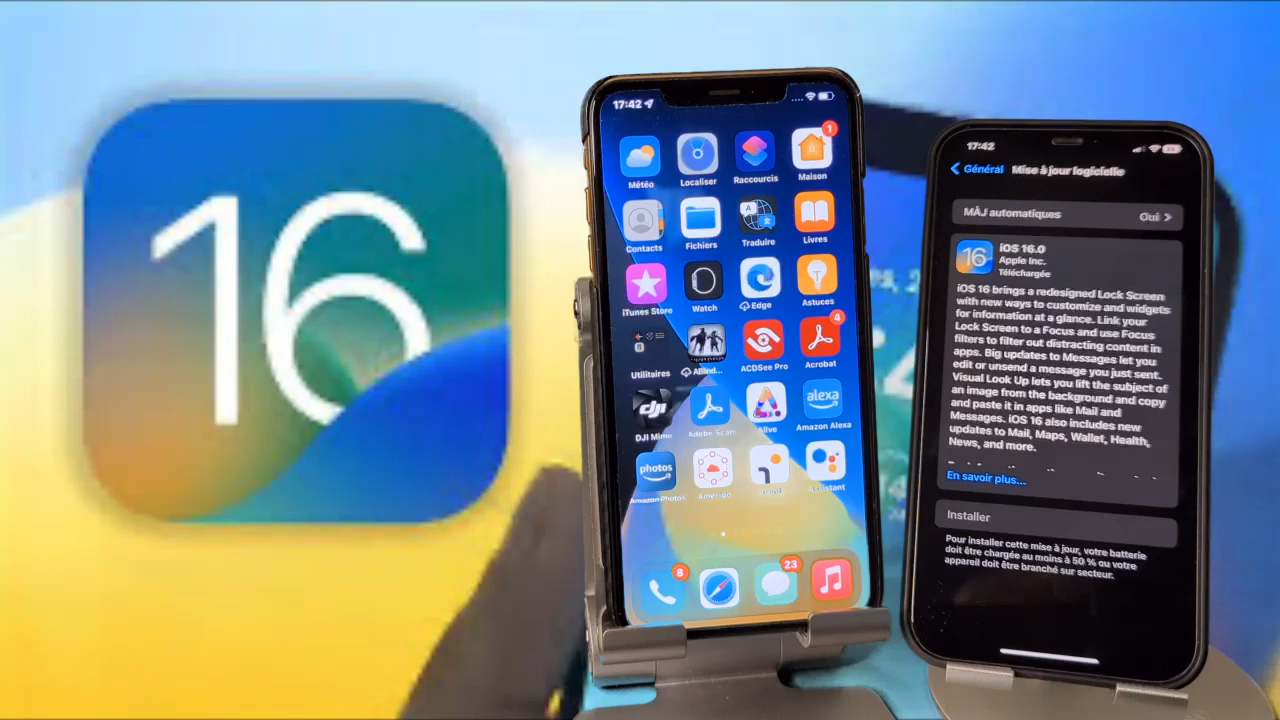 16
17:42
Météo Localiser Raccourcis Maison
1
Contacts Fichiers Traduire Livres
iTunes Store Watch Edge Astuces
Utilitaires ABlind... ACDSee Pro Acrobat
4
dji
alexa
DJI Mimo Adobe Scan Alive Amazon Alexa
photos
Amazon Photos Amerigo Assistant
8
23
17:42
Général Mise à jour logicielle
MÀJ automatiques Oui
16
iOS 16.0
Apple Inc.
Téléchargée
iOS 16 brings a redesigned Lock Screen
with new ways to customize and widgets
for information at a glance. Link your
Lock Screen to a Focus and use Focus
filters to filter out distracting content in
apps. Big updates to Messages let you
edit or unsend a message you just sent.
Visual Look Up lets you lift the subject of
an image from the background and copy
and paste it in apps like Mail and
Messages. iOS 16 also includes new
updates to Mail, Maps, Wallet, Health,
News, and more.
En savoir plus...
Installer
Pour installer cette mise à jour, votre batterie
doit être chargée au moins à 50 % ou votre
appareil doit être branché sur secteur.